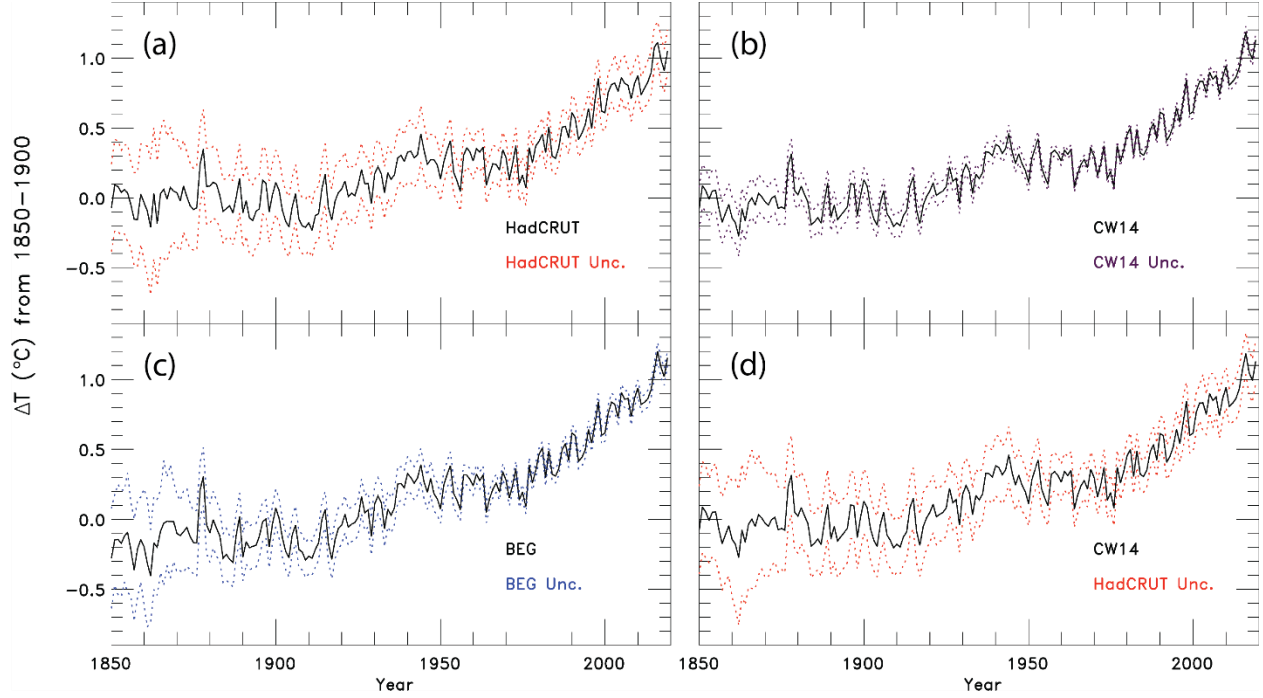 ΔT (°C) from 1850-1900
(a)
1.0
0.5
0.0
-0.5
HadCRUT
HadCRUT Unc.
(b)
CW14
CW14 Unc.
(c)
1.0
0.5
0.0
-0.5
BEG
BEG Unc.
1850 1900 1950 2000
Year
(d)
CW14
HadCRUT Unc.
1850 1900 1950 2000
Year